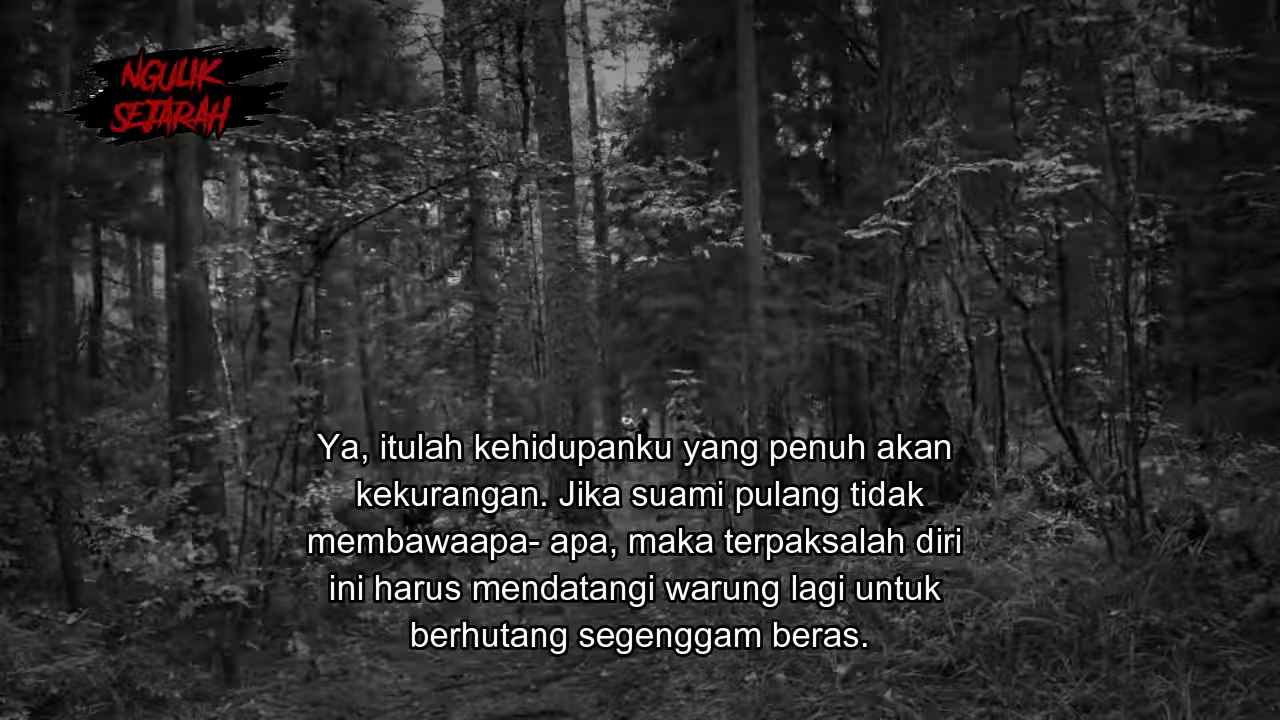 NGULIK
SEJARAH
Ya, itulah kehidupanku yang penuh akan
kekurangan. Jika suami pulang tidak
membawaapa- apa, maka terpaksalah diri
ini harus mendatangi warung lagi untuk
berhutang segenggam beras.